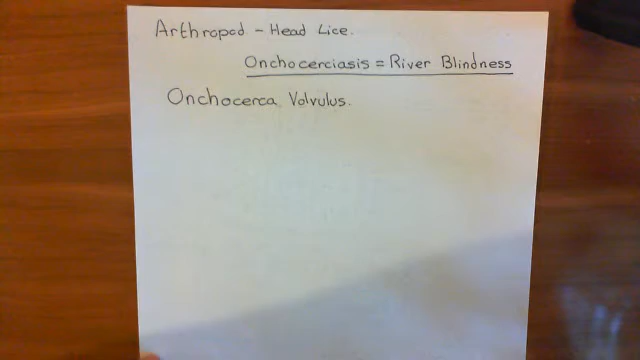 Arthropod - Head Lice.
Onchocerciasis = River Blindness
Onchocerca Volvulus.